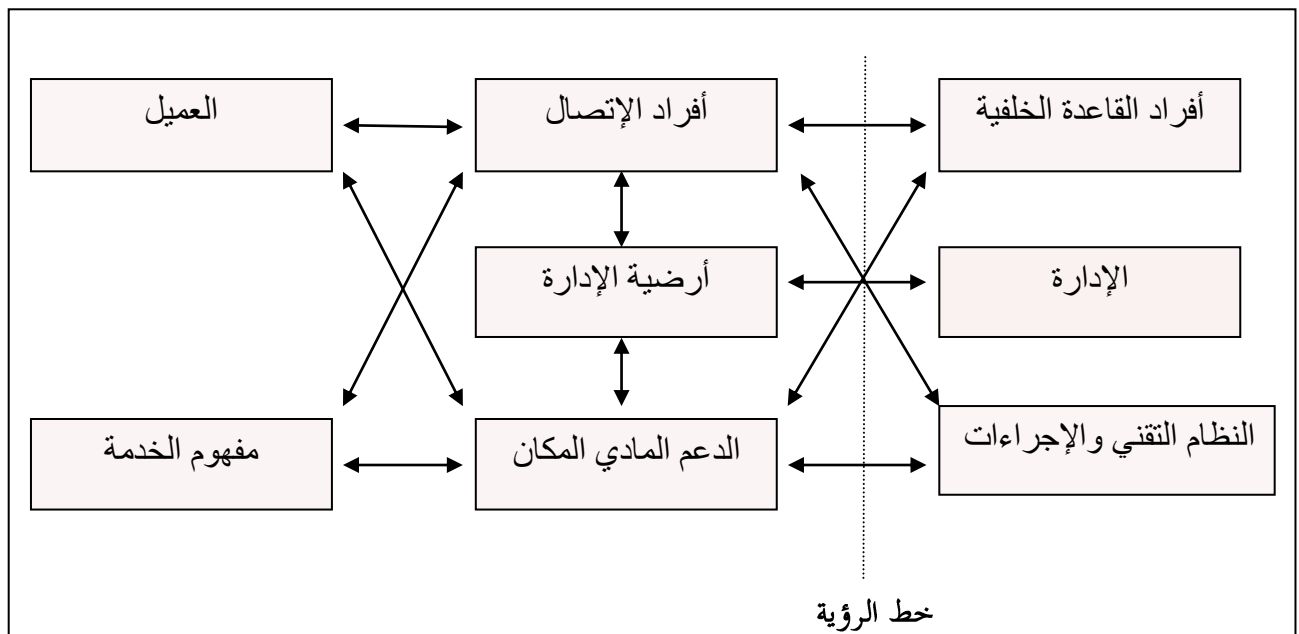 أفراد القاعدة الخلفية
أفراد الإتصال
العميل
الإدارة
أرضية الإدارة
النظام التقني والإجراءات
الدعم المادي المكان
مفهوم الخدمة
خط الرؤية